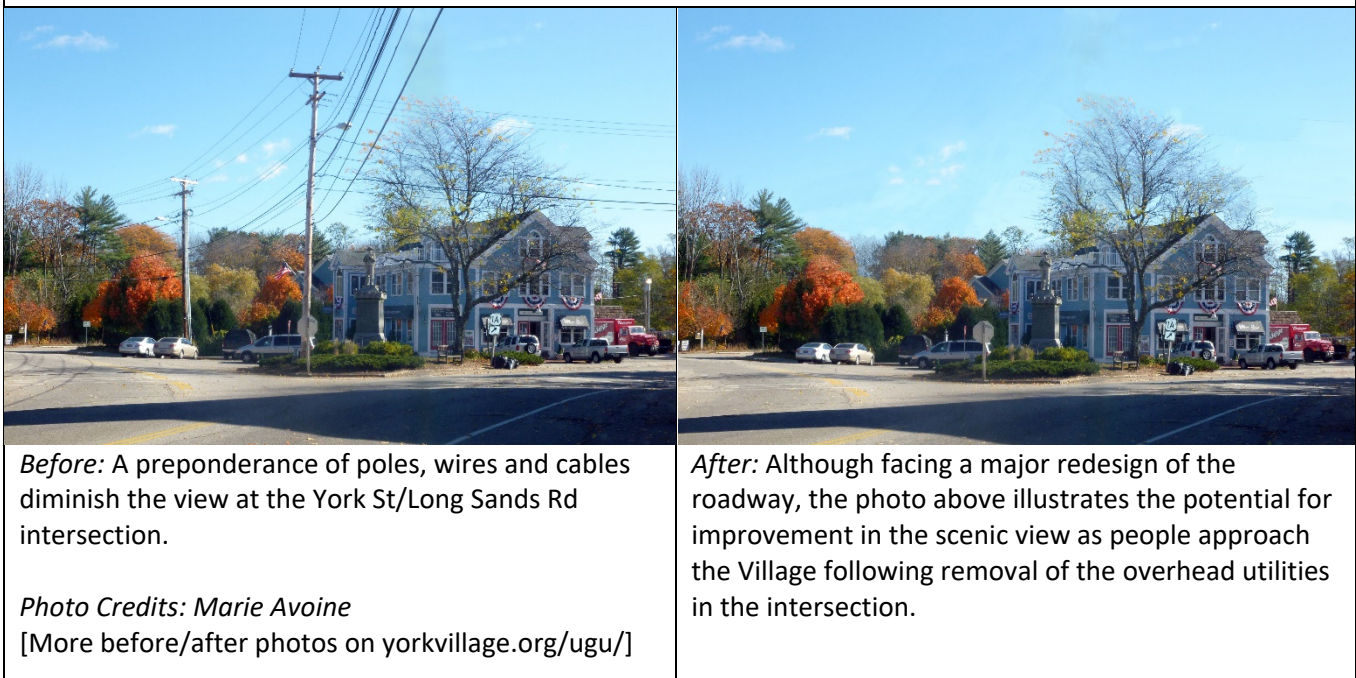 Before: A preponderance of poles, wires and cables
diminish the view at the York St/Long Sands Rd
intersection.
Photo Credits: Marie Avoine
[More before/after photos on yorkvillage.org/ugu/]
After: Although facing a major redesign of the
roadway, the photo above illustrates the potential for
improvement in the scenic view as people approach
the Village following removal of the overhead utilities
in the intersection.